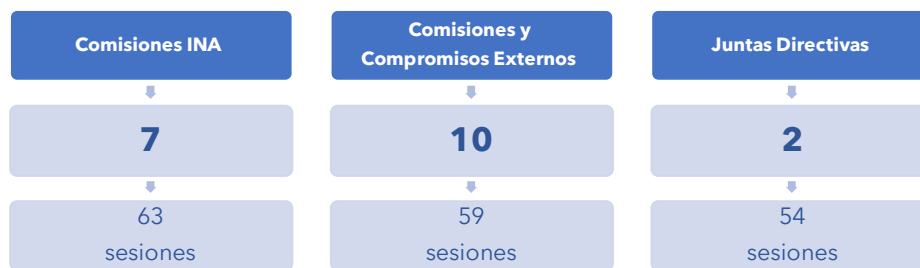 Comisiones INA
7
63
sesiones
Comisiones y
Compromisos Externos
10
59
sesiones
Juntas Directivas
2
54
sesiones